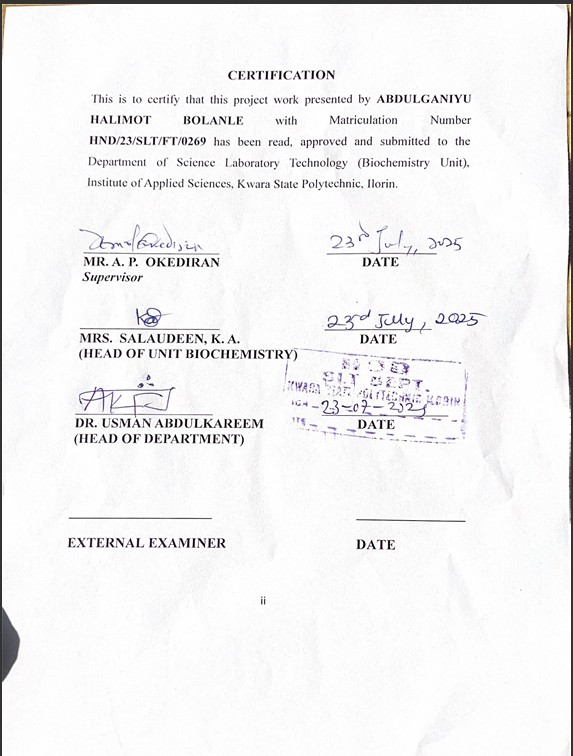 CERTIFICATION
This is to certify that this project work presented by ABDULGANIYU
HALIMOT BOLANLE with Matriculation Number
HND/23/SLT/FT/0269 has been read, approved and submitted to the
Department of Science Laboratory Technology (Biochemistry Unit),
Institute of Applied Sciences, Kwara State Polytechnic, Ilorin.
23rd July, 2025
MR. A. P. OKEDIRAN DATE
Supervisor
23rd July, 2025
MRS. SALAUDEEN, K. A. DATE
(HEAD OF UNIT BIOCHEMISTRY)
SLT DEPT.
KWARA STATE POLYTECHNIC ILORIN
23-07-2025
DR. USMAN ABDULKAREEM DATE
(HEAD OF DEPARTMENT)
EXTERNAL EXAMINER DATE
ii